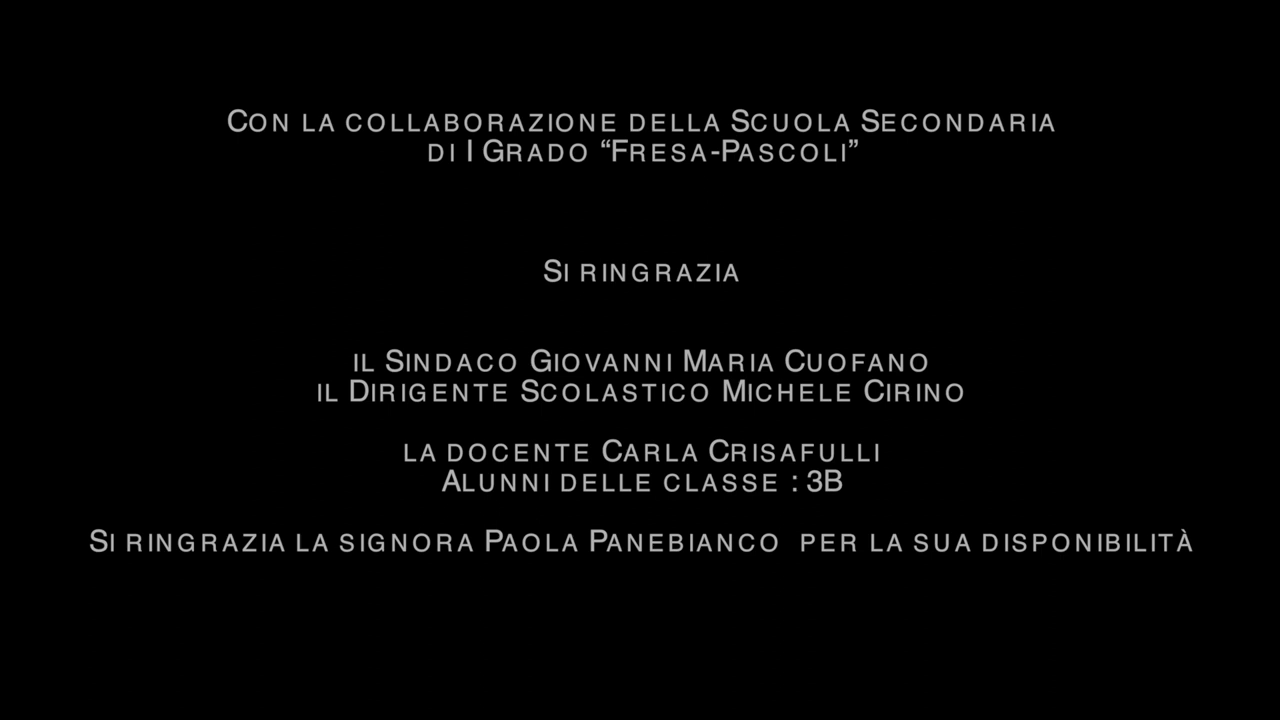 Con la collaborazione della Scuola Secondaria
di I Grado “Fresa-Pascoli”
Si ringrazia
il Sindaco Giovanni Maria Cuofano
il Dirigente Scolastico Michele Cirino
la docente Carla Crisafulli
Alunni delle classe : 3B
Si ringrazia la signora Paola Panebianco  per la sua disponibilità